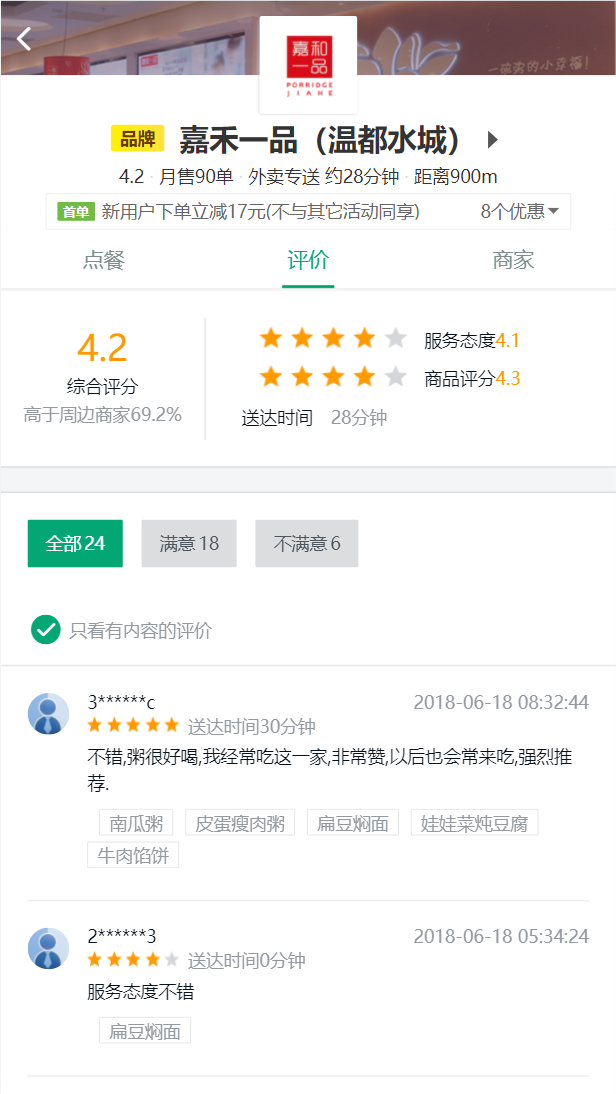 嘉和
一品
PORRIDGE
JIAHE
一碗粥的小幸福！
品牌 嘉禾一品（温都水城）
4.2 · 月售90单 · 外卖专送 约28分钟 · 距离900m
首单 新用户下单立减17元(不与其它活动同享) 8个优惠
点餐 评价 商家
4.2
综合评分
高于周边商家69.2%
服务态度4.1
商品评分4.3
送达时间 28分钟
全部 24 满意 18 不满意 6
只看有内容的评价
3******c 2018-06-18 08:32:44
送达时间30分钟
不错,粥很好喝,我经常吃这一家,非常赞,以后也会常来吃,强烈推
荐.
南瓜粥 皮蛋瘦肉粥 扁豆焖面 娃娃菜炖豆腐
牛肉馅饼
2******3 2018-06-18 05:34:24
送达时间0分钟
服务态度不错
扁豆焖面